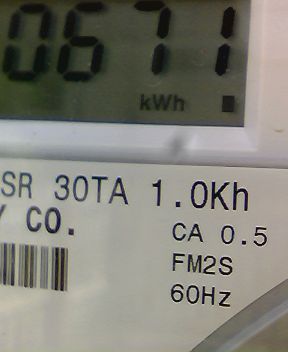 0671
kWh
SR 30TA 1.0Kh
Y CO.
CA 0.5
FM2S
60Hz